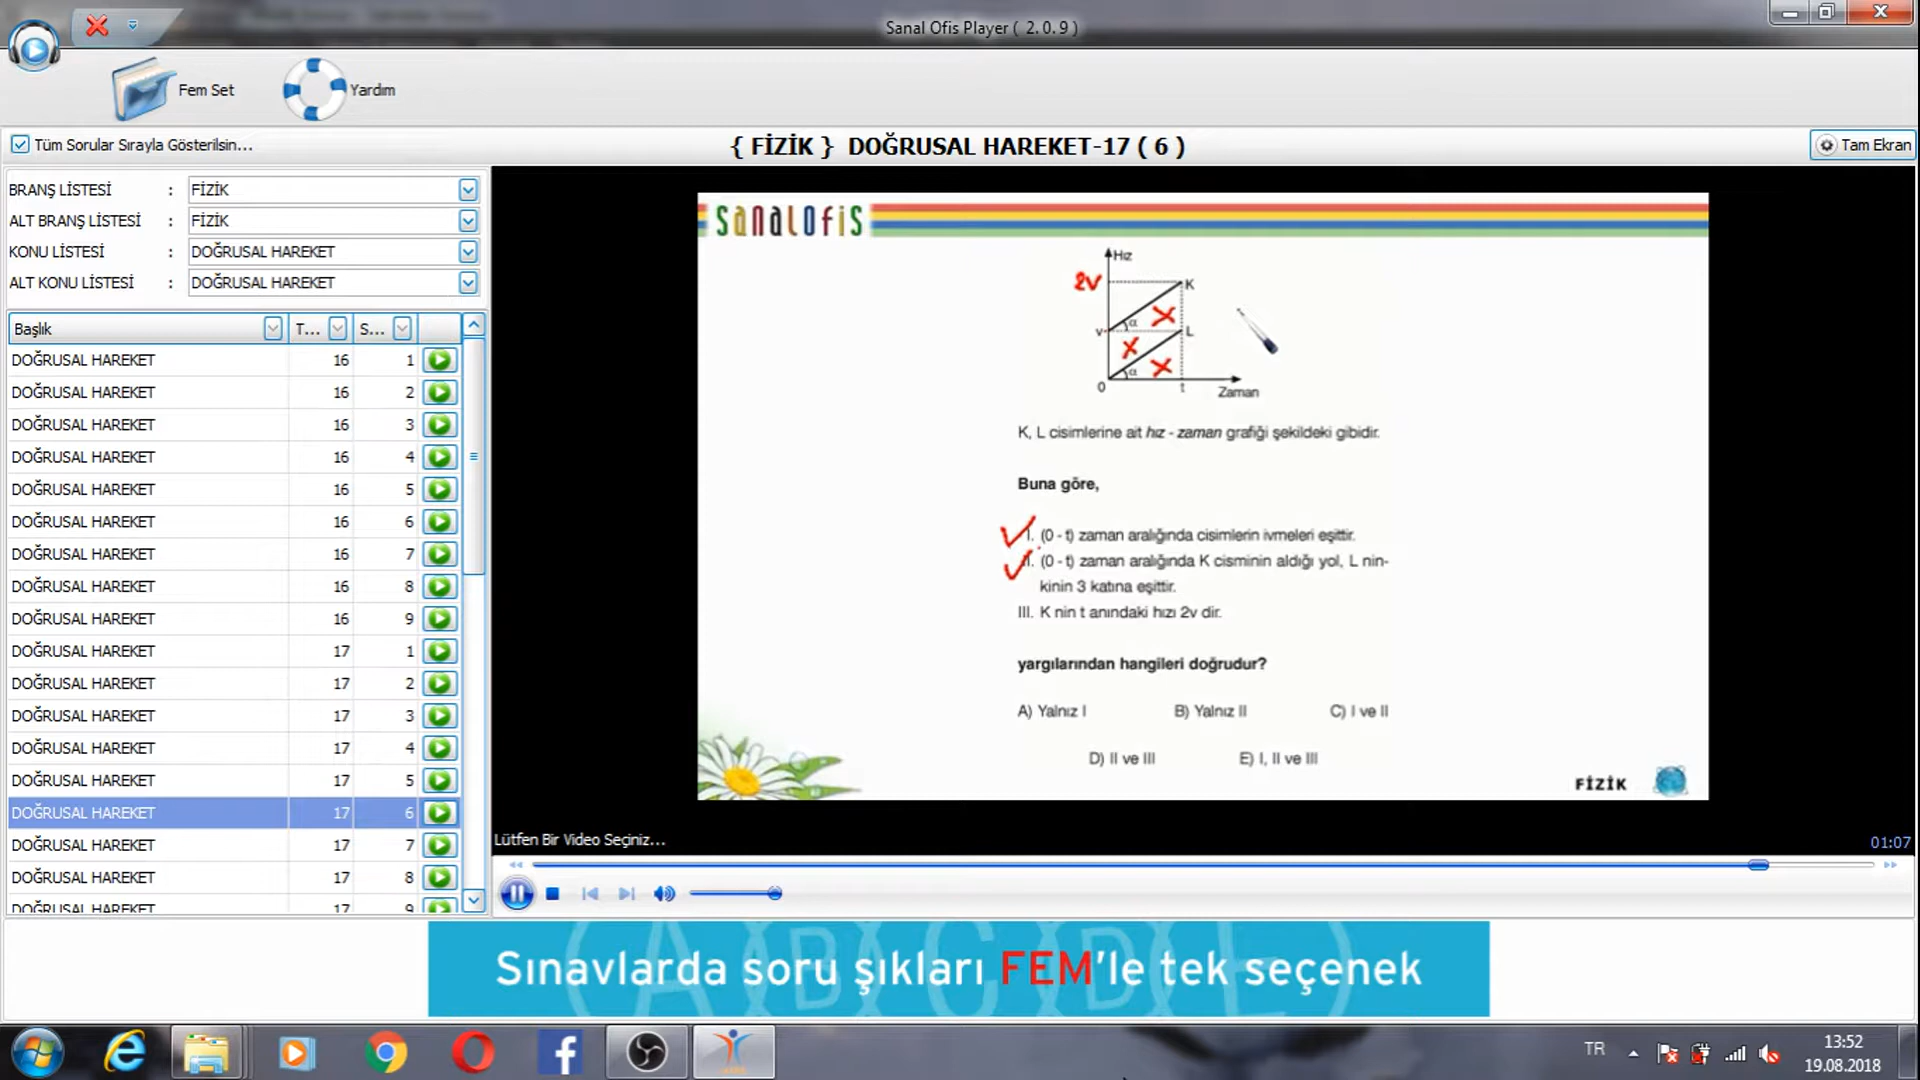 Sanal Ofis Player ( 2.0.9 )
Fem Set
Yardım
Tüm Sorular Sırayla Gösterilsin...
{ FİZİK } DOĞRUSAL HAREKET-17 ( 6 )
Tam Ekran
BRANŞ LİSTESİ : FİZİK
ALT BRANŞ LİSTESİ : FİZİK
KONU LİSTESİ : DOĞRUSAL HAREKET
ALT KONU LİSTESİ : DOĞRUSAL HAREKET
Başlık T... S...
DOĞRUSAL HAREKET 16 1
DOĞRUSAL HAREKET 16 2
DOĞRUSAL HAREKET 16 3
DOĞRUSAL HAREKET 16 4
DOĞRUSAL HAREKET 16 5
DOĞRUSAL HAREKET 16 6
DOĞRUSAL HAREKET 16 7
DOĞRUSAL HAREKET 16 8
DOĞRUSAL HAREKET 16 9
DOĞRUSAL HAREKET 17 1
DOĞRUSAL HAREKET 17 2
DOĞRUSAL HAREKET 17 3
DOĞRUSAL HAREKET 17 4
DOĞRUSAL HAREKET 17 5
DOĞRUSAL HAREKET 17 6
DOĞRUSAL HAREKET 17 7
DOĞRUSAL HAREKET 17 8
DOĞRUSAL HAREKET 17 9
sanalofis
Hız
2v
K
α
x
v
L
x
α
x
0
t
Zaman
K, L cisimlerine ait hız - zaman grafiği şekildeki gibidir.
Buna göre,
I. (0 - t) zaman aralığında cisimlerin ivmeleri eşittir.
II. (0 - t) zaman aralığında K cisminin aldığı yol, L nin-
kinin 3 katına eşittir.
III. K nin t anındaki hızı 2v dir.
yargılarından hangileri doğrudur?
A) Yalnız I B) Yalnız II C) I ve II
D) II ve III E) I, II ve III
FİZİK
Lütfen Bir Video Seçiniz...
01:07
Sınavlarda soru şıkları FEM'le tek seçenek
A B C D E
TR
13:52
19.08.2018